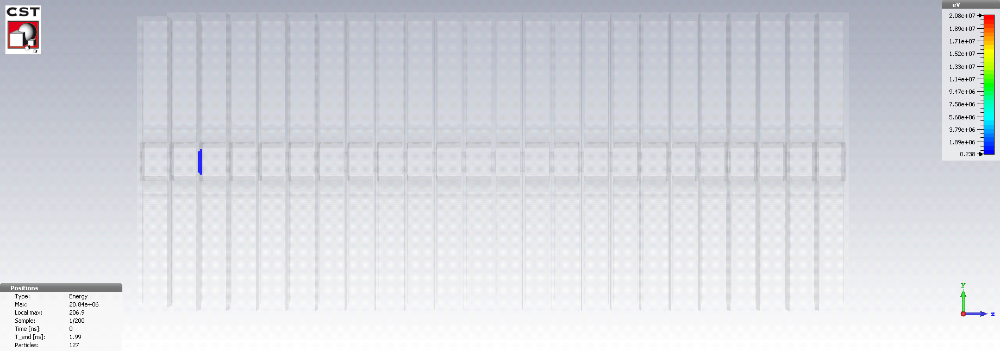 CST
eV
2.08e+07
1.89e+07
1.71e+07
1.52e+07
1.33e+07
1.14e+07
9.47e+06
7.58e+06
5.68e+06
3.79e+06
1.89e+06
0.238
Positions
Type: Energy
Max: 20.84e+06
Local max: 206.9
Sample: 1/200
Time [ns]: 0
T_end [ns]: 1.99
Particles: 127
y
z